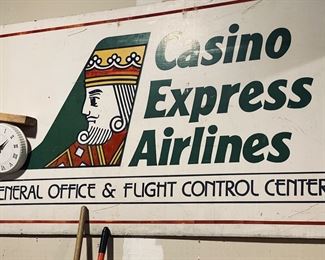 Casino
Express
Airlines
ENERAL OFFICE & FLIGHT CONTROL CENTER